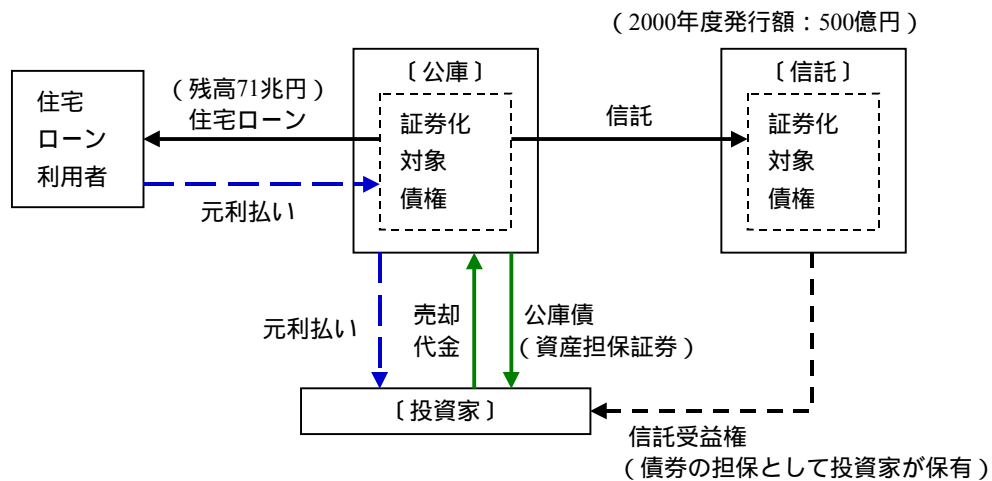 （2000年度発行額：500億円）
〔公庫〕
〔信託〕
住宅
ローン
利用者
（残高71兆円）
住宅ローン
証券化
対象
債権
信託
証券化
対象
債権
元利払い
元利払い
売却
代金
公庫債
（資産担保証券）
〔投資家〕
信託受益権
（債券の担保として投資家が保有）